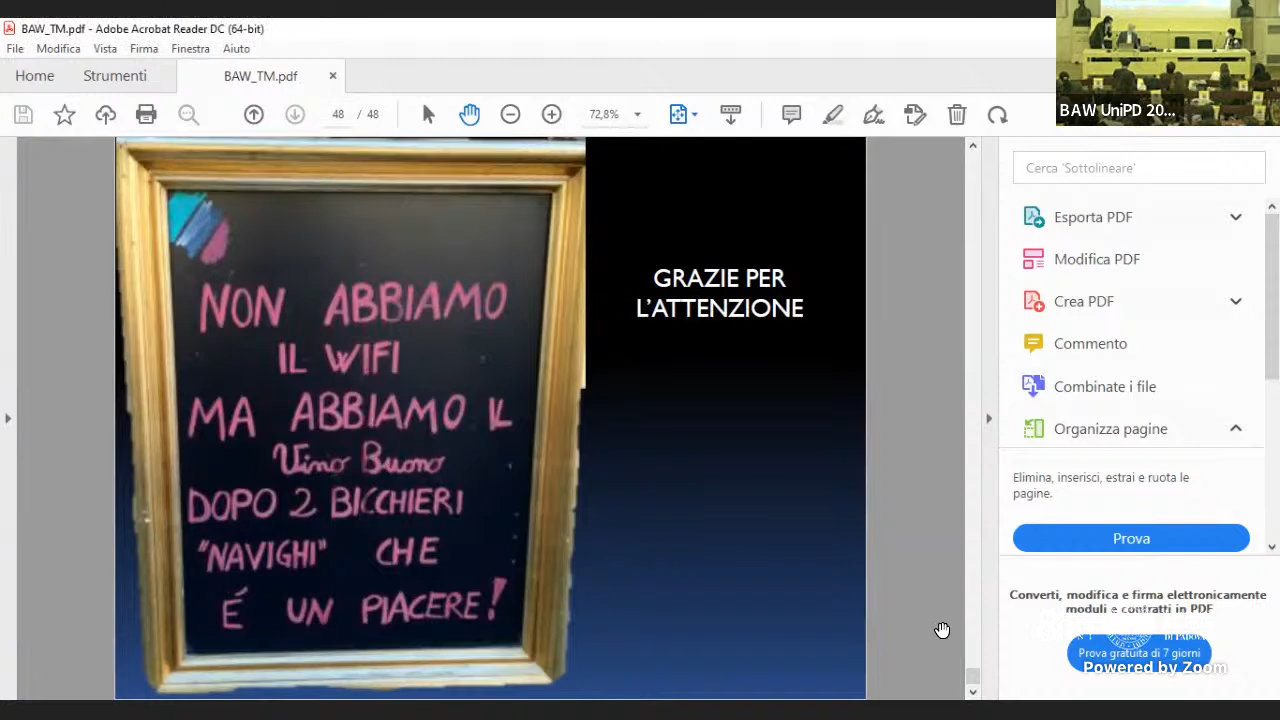 BAW_TM.pdf - Adobe Acrobat Reader DC (64-bit)
File Modifica Vista Firma Finestra Aiuto
Home Strumenti BAW_TM.pdf ×
48 / 48 72,8%
BAW UniPD 20...
NON ABBIAMO
IL WIFI
MA ABBIAMO IL
Vino Buono
DOPO 2 BICCHIERI
"NAVIGHI" CHE
É UN PIACERE!
GRAZIE PER
L'ATTENZIONE
Cerca 'Sottolineare'
Esporta PDF
Modifica PDF
Crea PDF
Commento
Combinate i file
Organizza pagine
Elimina, inserisci, estrai e ruota le
pagine.
Prova
Converti, modifica e firma elettronicamente
moduli e contratti in PDF
Prova gratuita di 7 giorni
Powered by Zoom